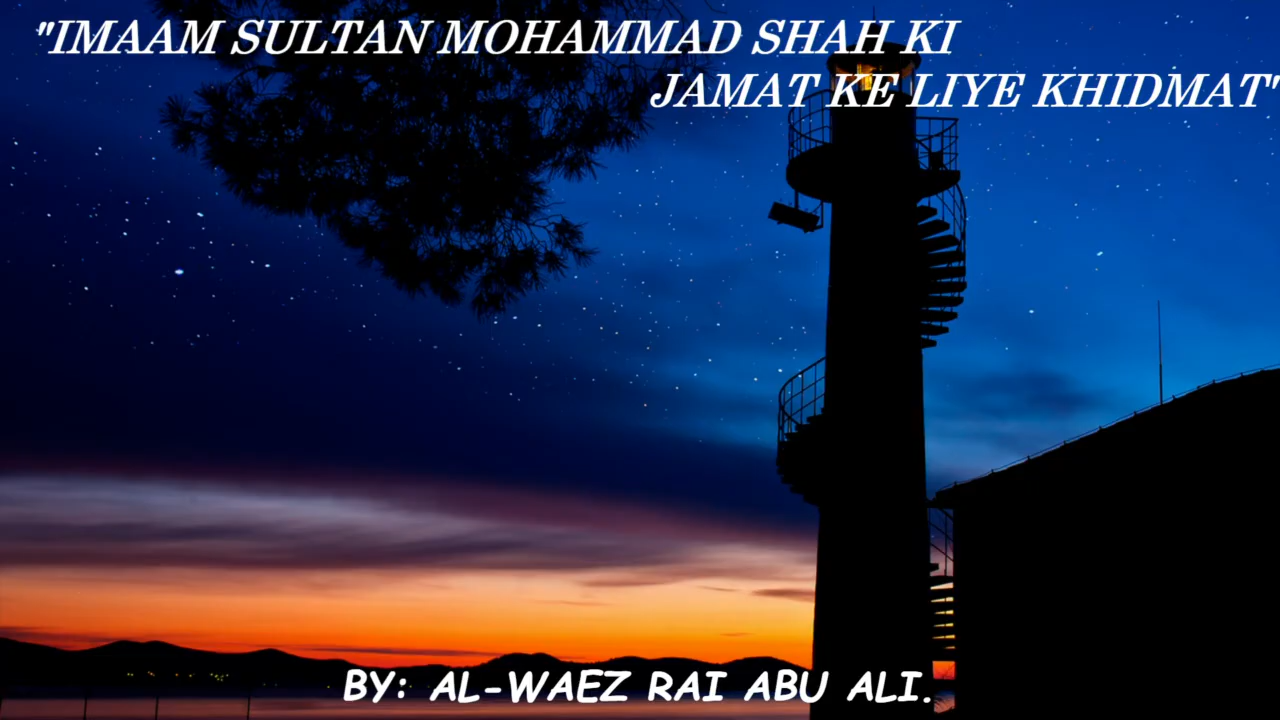 "IMAAM SULTAN MOHAMMAD SHAH KI
JAMAT KE LIYE KHIDMAT"
BY: AL-WAEZ RAI ABU ALI.